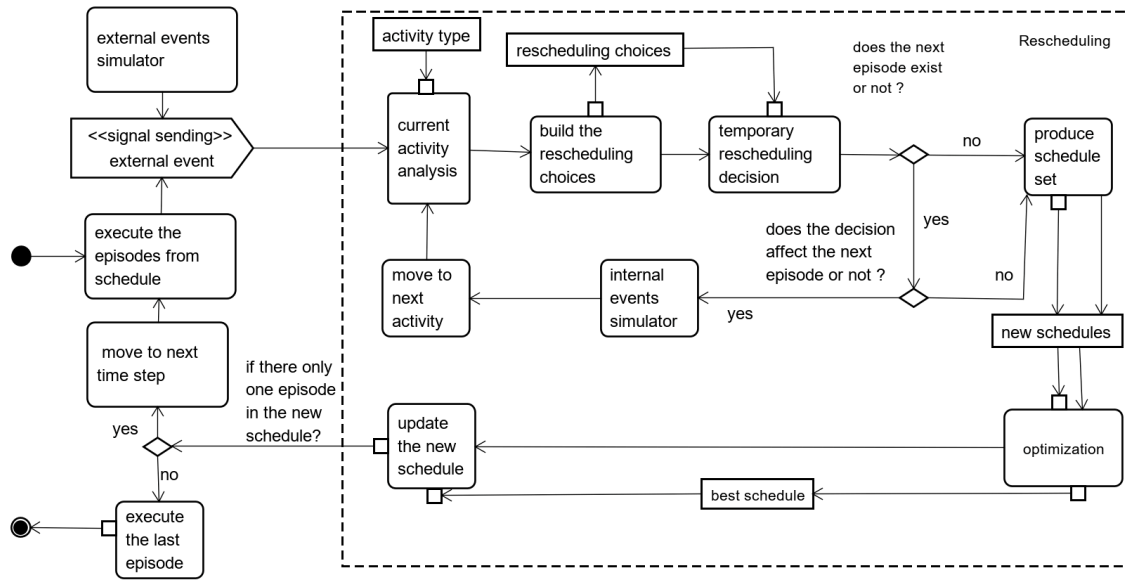 external events
simulator
<<signal sending>>
external event
execute the
episodes from
schedule
move to next
time step
yes
no
execute
the last
episode
if there only
one episode
in the new
schedule?
Rescheduling
activity type
current
activity
analysis
rescheduling choices
build the
rescheduling
choices
temporary
rescheduling
decision
does the next
episode exist
or not ?
no
yes
produce
schedule
set
does the decision
affect the next
episode or not ?
no
yes
internal
events
simulator
move to
next
activity
new schedules
optimization
best schedule
update
the new
schedule